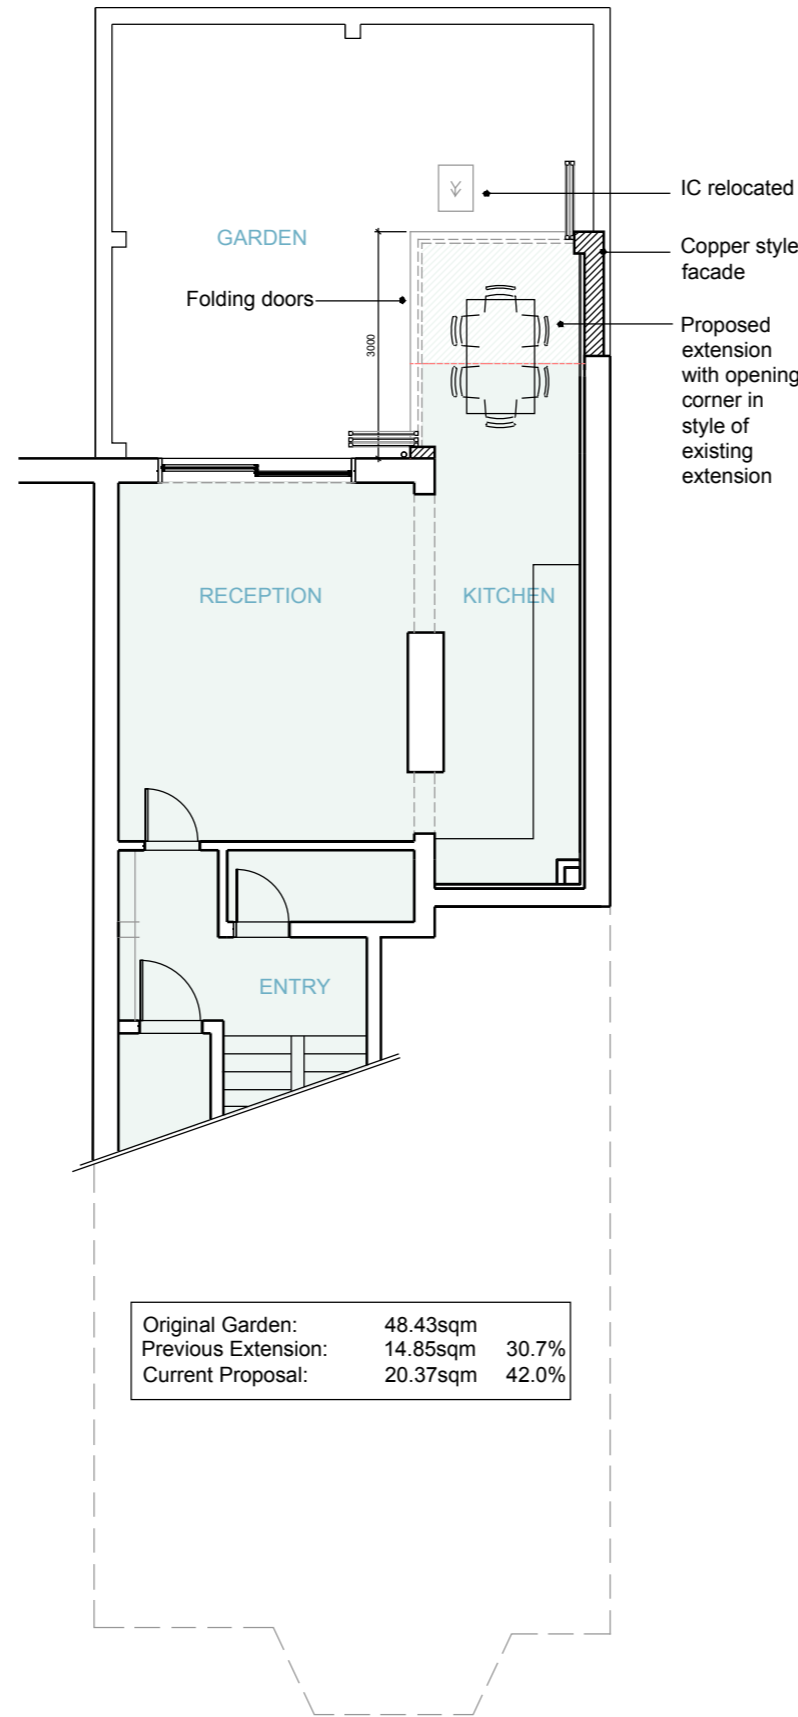 IC relocated
GARDEN
Copper style
facade
Folding doors
Proposed
extension
with opening
corner in
style of
existing
extension
3000
RECEPTION
KITCHEN
ENTRY
Original Garden: 48.43sqm
Previous Extension: 14.85sqm 30.7%
Current Proposal: 20.37sqm 42.0%